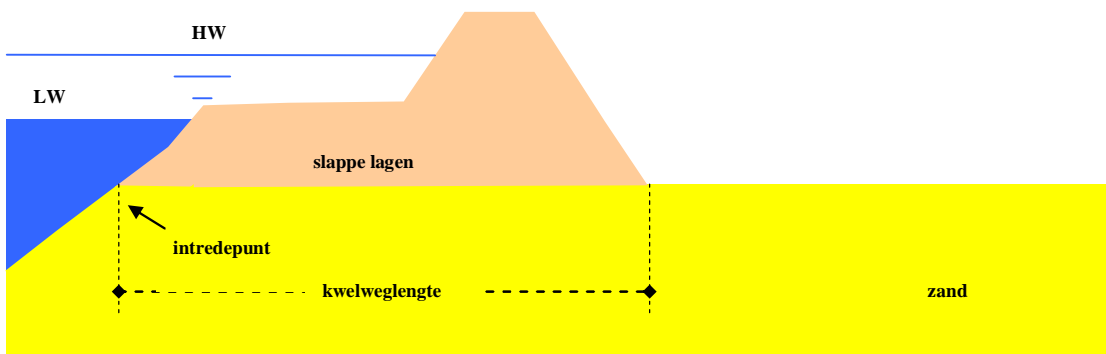 HW
LW
slappe lagen
intredepunt
kwelweglengte
zand